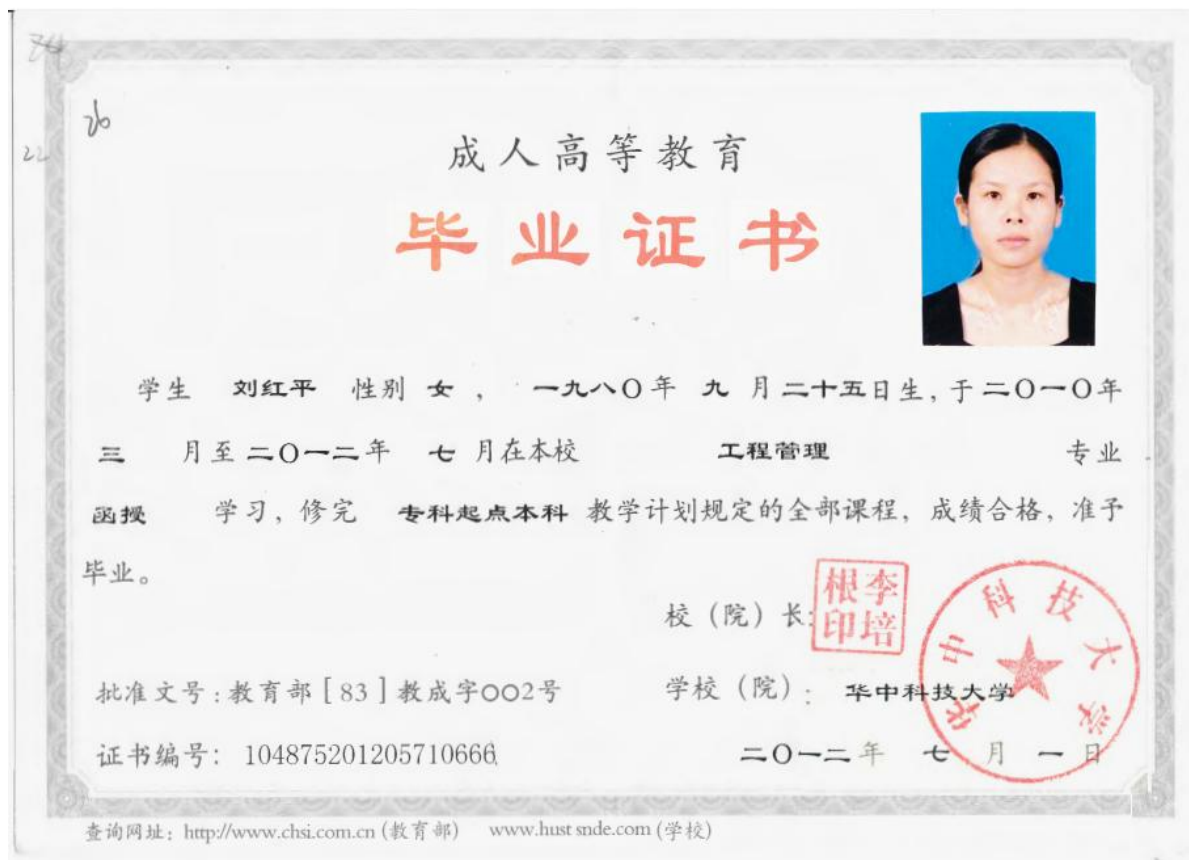 26
22
成人高等教育
毕业证书
学生 刘红平 性别 女 , 一九八〇年 九 月二十五日生, 于二〇一〇年
三 月至二〇一二年 七 月在本校 工程管理 专业
函授 学习, 修完 专科起点本科 教学计划规定的全部课程, 成绩合格, 准予
毕业。
校 (院) 长:
李培根印
批准文号:教育部[83]教成字002号
学校 (院): 华中科技大学
华中科技大学
证书编号: 104875201205710666
二〇一二年 七 月 一 日
查询网址: http://www.chsi.com.cn (教育部) www.hust snde.com (学校)